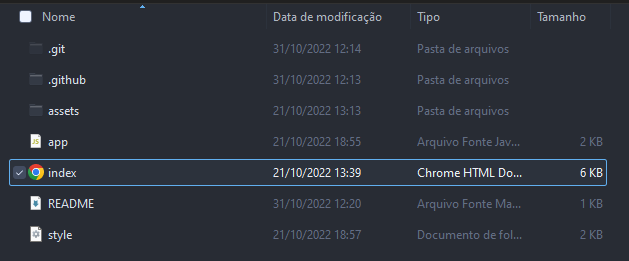 Nome Data de modificação Tipo Tamanho
.git 31/10/2022 12:14 Pasta de arquivos
.github 31/10/2022 12:13 Pasta de arquivos
assets 21/10/2022 13:13 Pasta de arquivos
app 21/10/2022 18:55 Arquivo Fonte Jav... 2 KB
index 21/10/2022 13:39 Chrome HTML Do... 6 KB
README 31/10/2022 12:20 Arquivo Fonte Ma... 1 KB
style 21/10/2022 18:57 Documento de fol... 2 KB